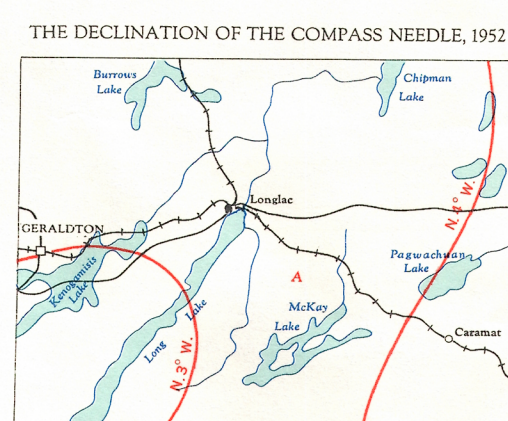 THE DECLINATION OF THE COMPASS NEEDLE, 1952
Burrows
Lake
Chipman
Lake
Longlac
N.4° W.
GERALDTON
Kenogamisis
Lake
Pagwachuan
Lake
A
McKay
Lake
Long
Lake
Caramat
N.3° W.